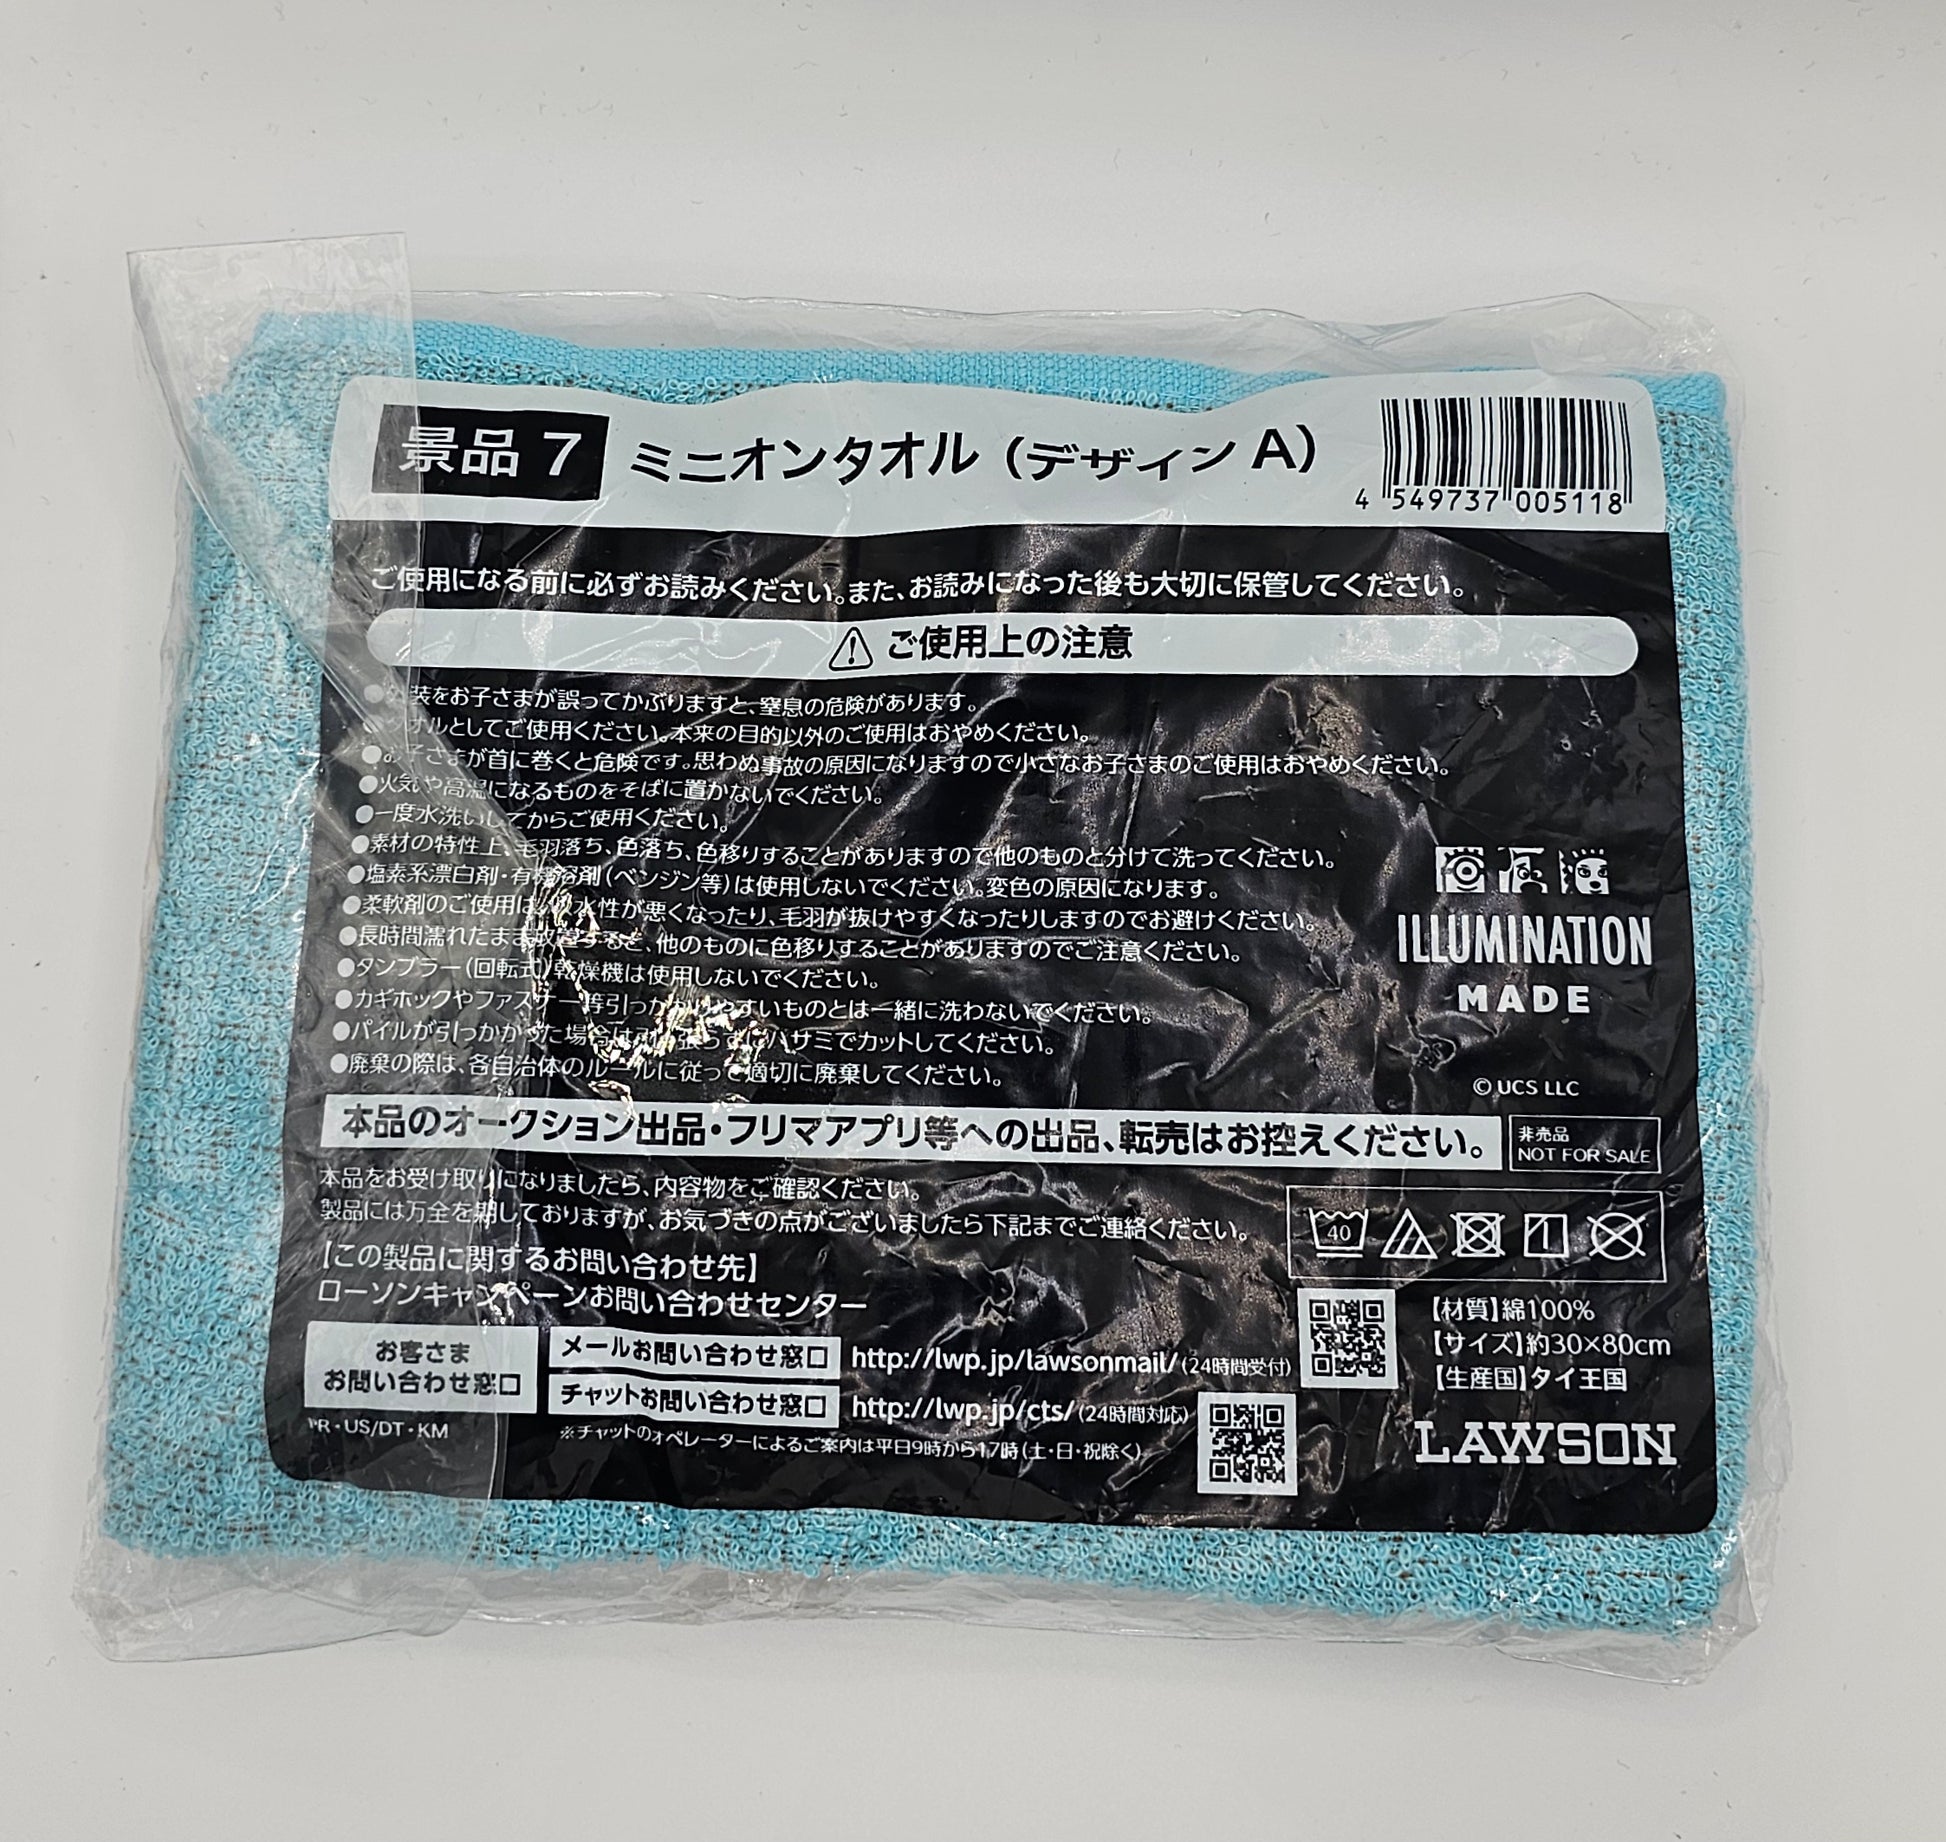 景品 7 ミニオンタオル（デザイン A）
4 549737 005118
ご使用になる前に必ずお読みください。また、お読みになった後も大切に保管してください。
ご使用上の注意
装をお子さまが誤ってかぶりますと、窒息の危険があります。
●タオルとしてご使用ください。本来の目的以外のご使用はおやめください。
●お子さまが首に巻くと危険です。思わぬ事故の原因になりますので小さなお子さまのご使用はおやめください。
●火気や高温になるものをそばに置かないでください。
●一度水洗いしてからご使用ください。
●素材の特性上、毛羽落ち、色落ち、色移りすることがありますので他のものと分けて洗ってください。
●塩素系漂白剤・有機溶剤（ベンジン等）は使用しないでください。変色の原因になります。
●柔軟剤のご使用は、吸水性が悪くなったり、毛羽が抜けやすくなったりしますのでお避けください。
●長時間濡れたまま放置すると、他のものに色移りすることがありますのでご注意ください。
●タンブラー（回転式）乾燥機は使用しないでください。
●カギホックやファスナー等引っかかりやすいものとは一緒に洗わないでください。
●パイルが引っかかった場合は引っ張らずにハサミでカットしてください。
●廃棄の際は、各自治体のルールに従って適切に廃棄してください。
ILLUMINATION
MADE
© UCS LLC
本品のオークション出品・フリマアプリ等への出品、転売はお控えください。
非売品
NOT FOR SALE
本品をお受け取りになりましたら、内容物をご確認ください。
製品には万全を期しておりますが、お気づきの点がございましたら下記までご連絡ください。
40
【この製品に関するお問い合わせ先】
ローソンキャンペーンお問い合わせセンター
お客さま
お問い合わせ窓口
メールお問い合わせ窓口 http://lwp.jp/lawsonmail/（24時間受付）
チャットお問い合わせ窓口 http://lwp.jp/cts/（24時間対応）
※チャットのオペレーターによるご案内は平日9時から17時（土・日・祝除く）
PR・US/DT・KM
【材質】綿100%
【サイズ】約30×80cm
【生産国】タイ王国
LAWSON